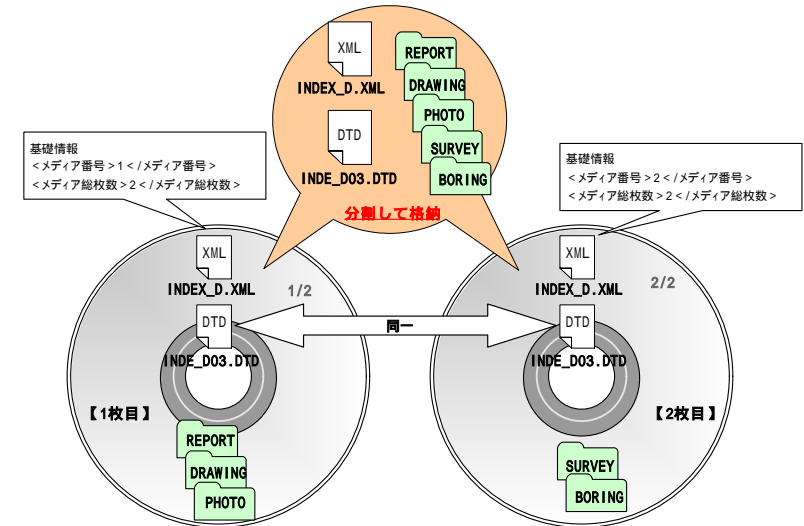 XML
INDEX_D.XML
DTD
INDE_D03.DTD
REPORT
DRAWING
PHOTO
SURVEY
BORING
分割して格納
基礎情報
<メディア番号>1</メディア番号>
<メディア総枚数>2</メディア総枚数>
基礎情報
<メディア番号>2</メディア番号>
<メディア総枚数>2</メディア総枚数>
XML
INDEX_D.XML
1/2
DTD
INDE_D03.DTD
【1枚目】
REPORT
DRAWING
PHOTO
同一
XML
INDEX_D.XML
2/2
DTD
INDE_D03.DTD
【2枚目】
SURVEY
BORING